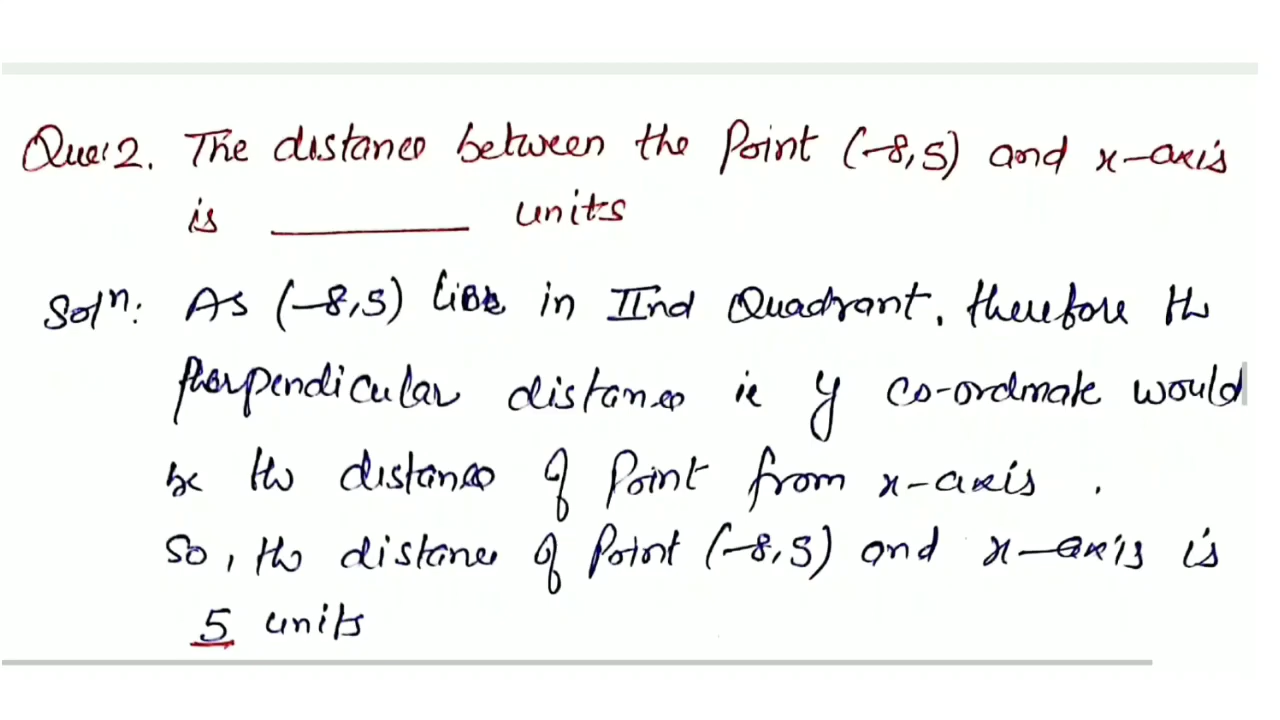 Que:2. The distance between the Point (-8,5) and x-axis
is ________ units
Solⁿ: As (-8,5) lies in IInd Quadrant, therefore the
perpendicular distance ie y co-ordinate would
be the distance of Point from x-axis.
So, the distance of Point (-8,5) and x-axis is
5 units